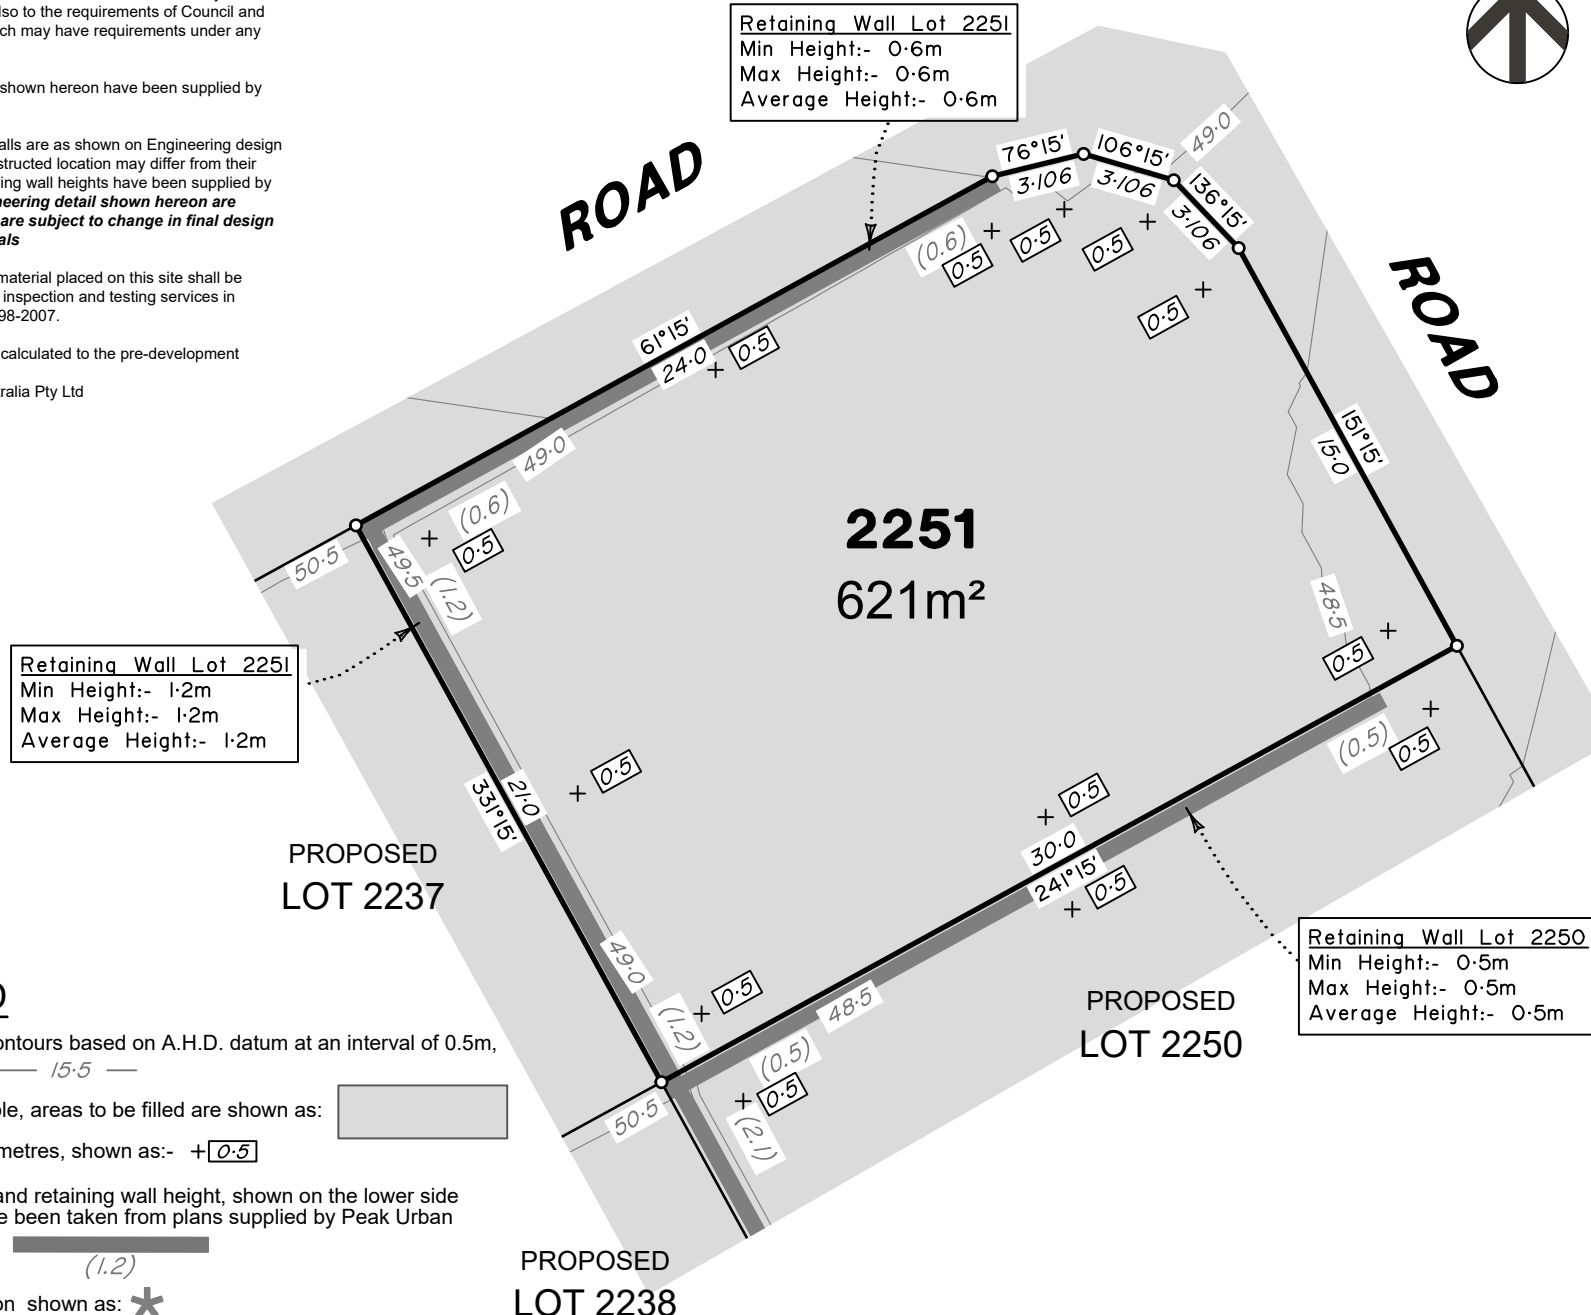 lso to the requirements of Council and
ch may have requirements under any
shown hereon have been supplied by
alls are as shown on Engineering design
structed location may differ from their
ing wall heights have been supplied by
neering detail shown hereon are
are subject to change in final design
als
material placed on this site shall be
inspection and testing services in
98-2007.
calculated to the pre-development
tralia Pty Ltd
Retaining Wall Lot 2251
Min Height:- 0·6m
Max Height:- 0·6m
Average Height:- 0·6m
ROAD
ROAD
76°15'
3·106
106°15'
3·106
136°15'
3·106
49·0
(0.6)
0·5
0·5
0·5
0·5
61°15'
24·0
0·5
49·0
151°15'
15·0
(0.6)
0·5
50·5
49·5
(1.2)
2251
621m²
48·5
0·5
Retaining Wall Lot 2251
Min Height:- 1·2m
Max Height:- 1·2m
Average Height:- 1·2m
0·5
21·0
331°15'
(0.5)
0·5
0·5
30·0
241°15'
0·5
PROPOSED
LOT 2237
49·0
0·5
(1.2)
48·5
(0.5)
0·5
50·5
(2.1)
PROPOSED
LOT 2250
Retaining Wall Lot 2250
Min Height:- 0·5m
Max Height:- 0·5m
Average Height:- 0·5m
D
ontours based on A.H.D. datum at an interval of 0.5m,
15·5
ble, areas to be filled are shown as:
metres, shown as:- +0·5
and retaining wall height, shown on the lower side
e been taken from plans supplied by Peak Urban
(1.2)
on shown as:
PROPOSED
LOT 2238